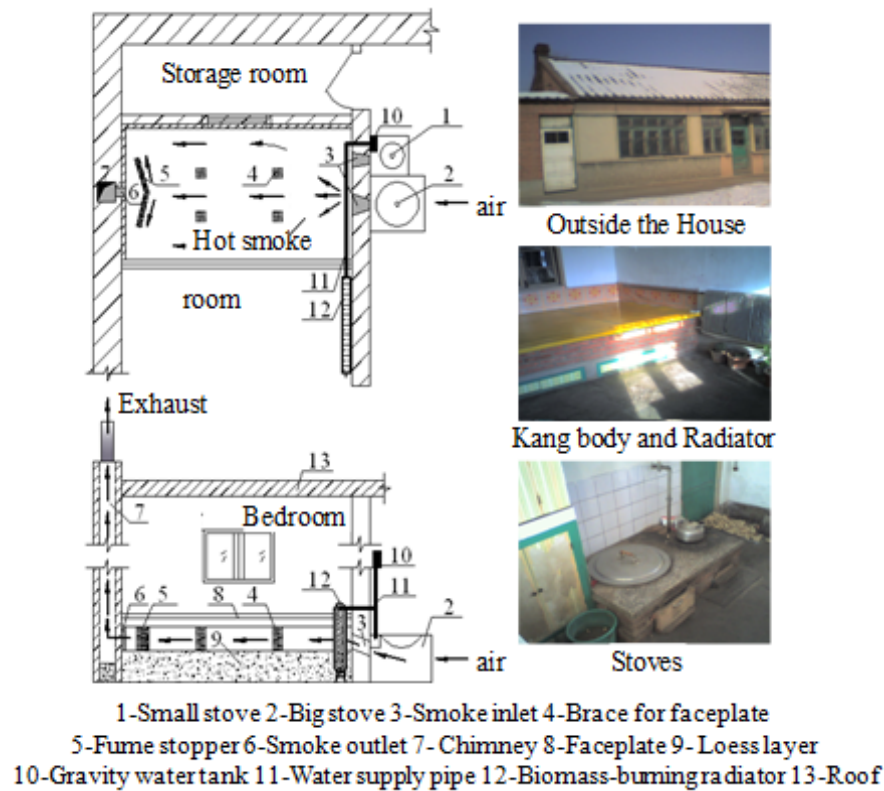 Storage room
10
1
3
2
7
6
5
4
air
Hot smoke
11
12
room
Outside the House
Exhaust
Kang body and Radiator
13
7
Bedroom
10
12
11
6
5
8
4
2
3
9
air
Stoves
1-Small stove 2-Big stove 3-Smoke inlet 4-Brace for faceplate
5-Fume stopper 6-Smoke outlet 7- Chimney 8-Faceplate 9- Loess layer
10-Gravity water tank 11-Water supply pipe 12-Biomass-burning radiator 13-Roof